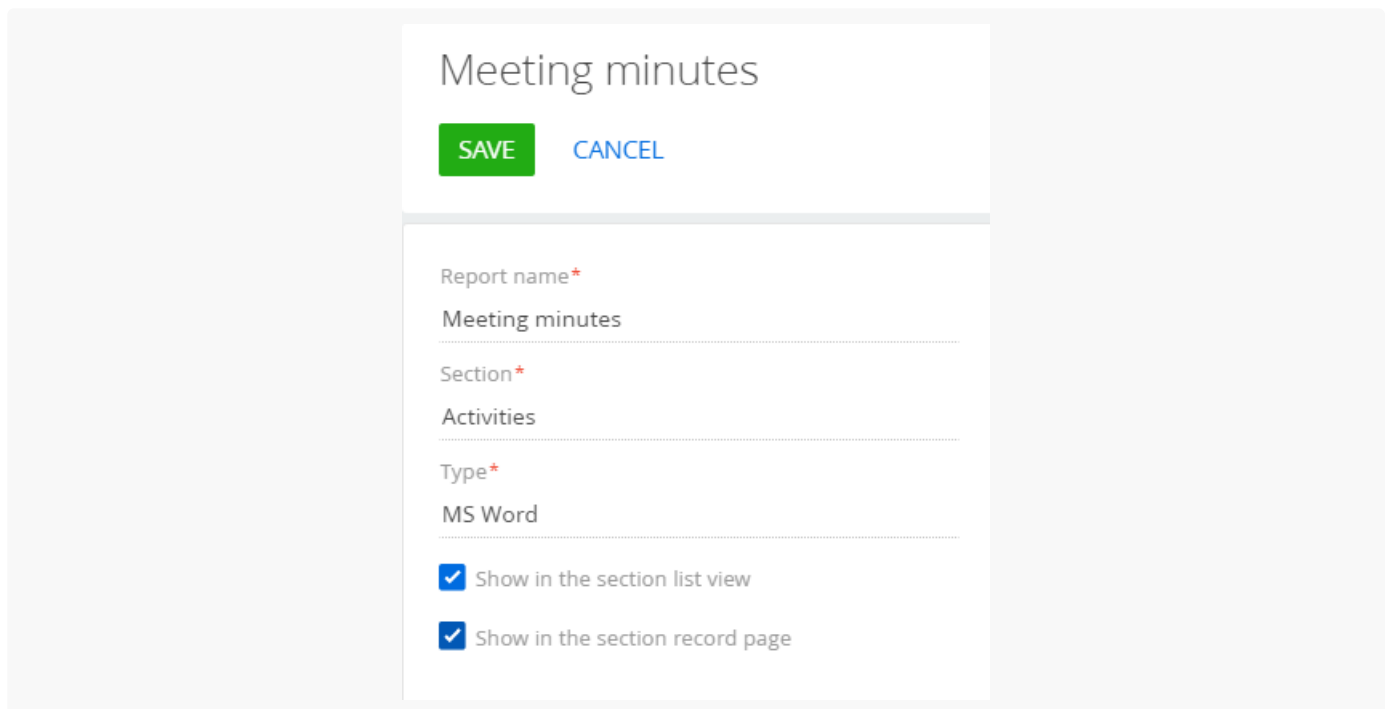 Meeting minutes
SAVE CANCEL
Report name*
Meeting minutes
Section*
Activities
Type*
MS Word
Show in the section list view
Show in the section record page